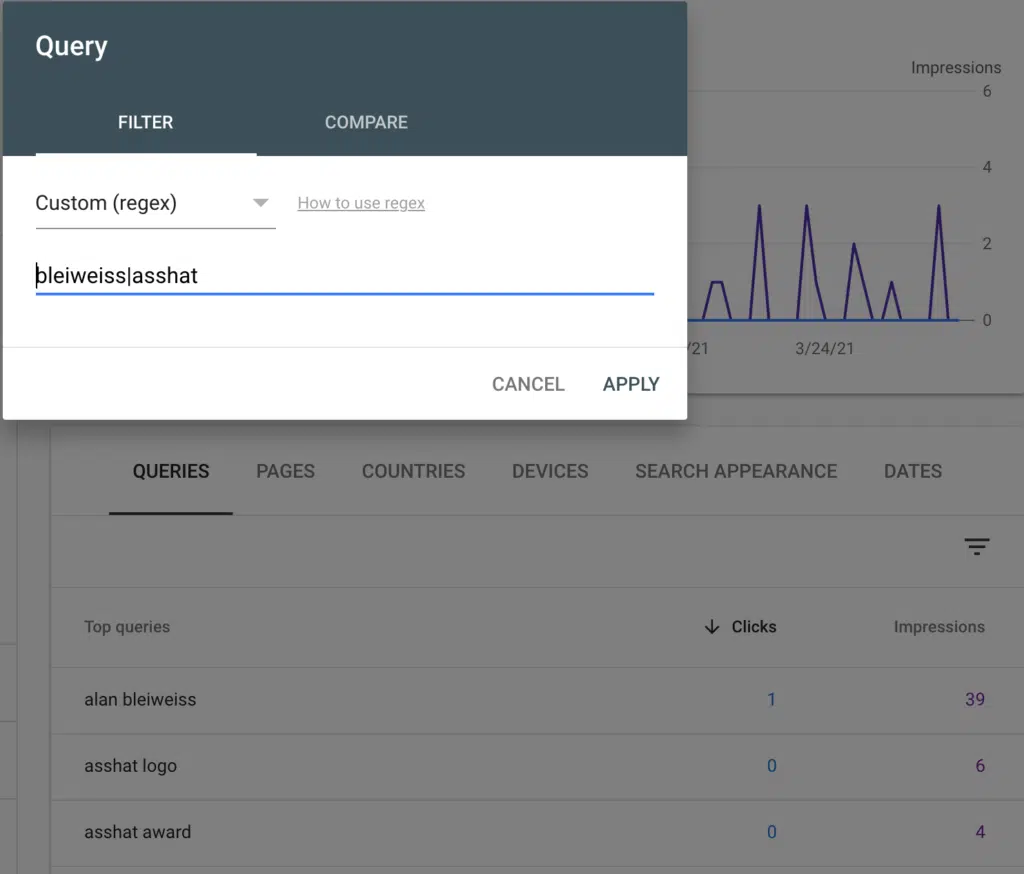 Query
FILTER COMPARE
Custom (regex) How to use regex
bleiweiss|asshat
CANCEL APPLY
Impressions
6
4
2
0
/21 3/24/21
QUERIES PAGES COUNTRIES DEVICES SEARCH APPEARANCE DATES
Top queries Clicks Impressions
alan bleiweiss 1 39
asshat logo 0 6
asshat award 0 4